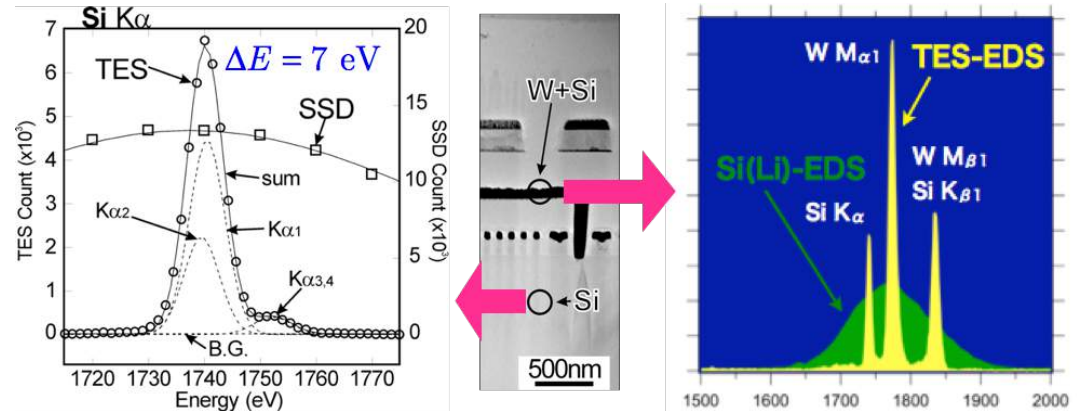 Si Kα
7
6
5
4
3
2
1
0
TES Count (x10³)
TES
ΔE = 7 eV
SSD
sum
Kα2
Kα1
Kα3,4
B.G.
20
15
10
5
0
SSD Count (x10³)
1720 1730 1740 1750 1760 1770
Energy (eV)
W+Si
Si
500nm
W Mα1
TES-EDS
Si(Li)-EDS
W Mβ1
Si Kβ1
Si Kα
1500 1600 1700 1800 1900 2000